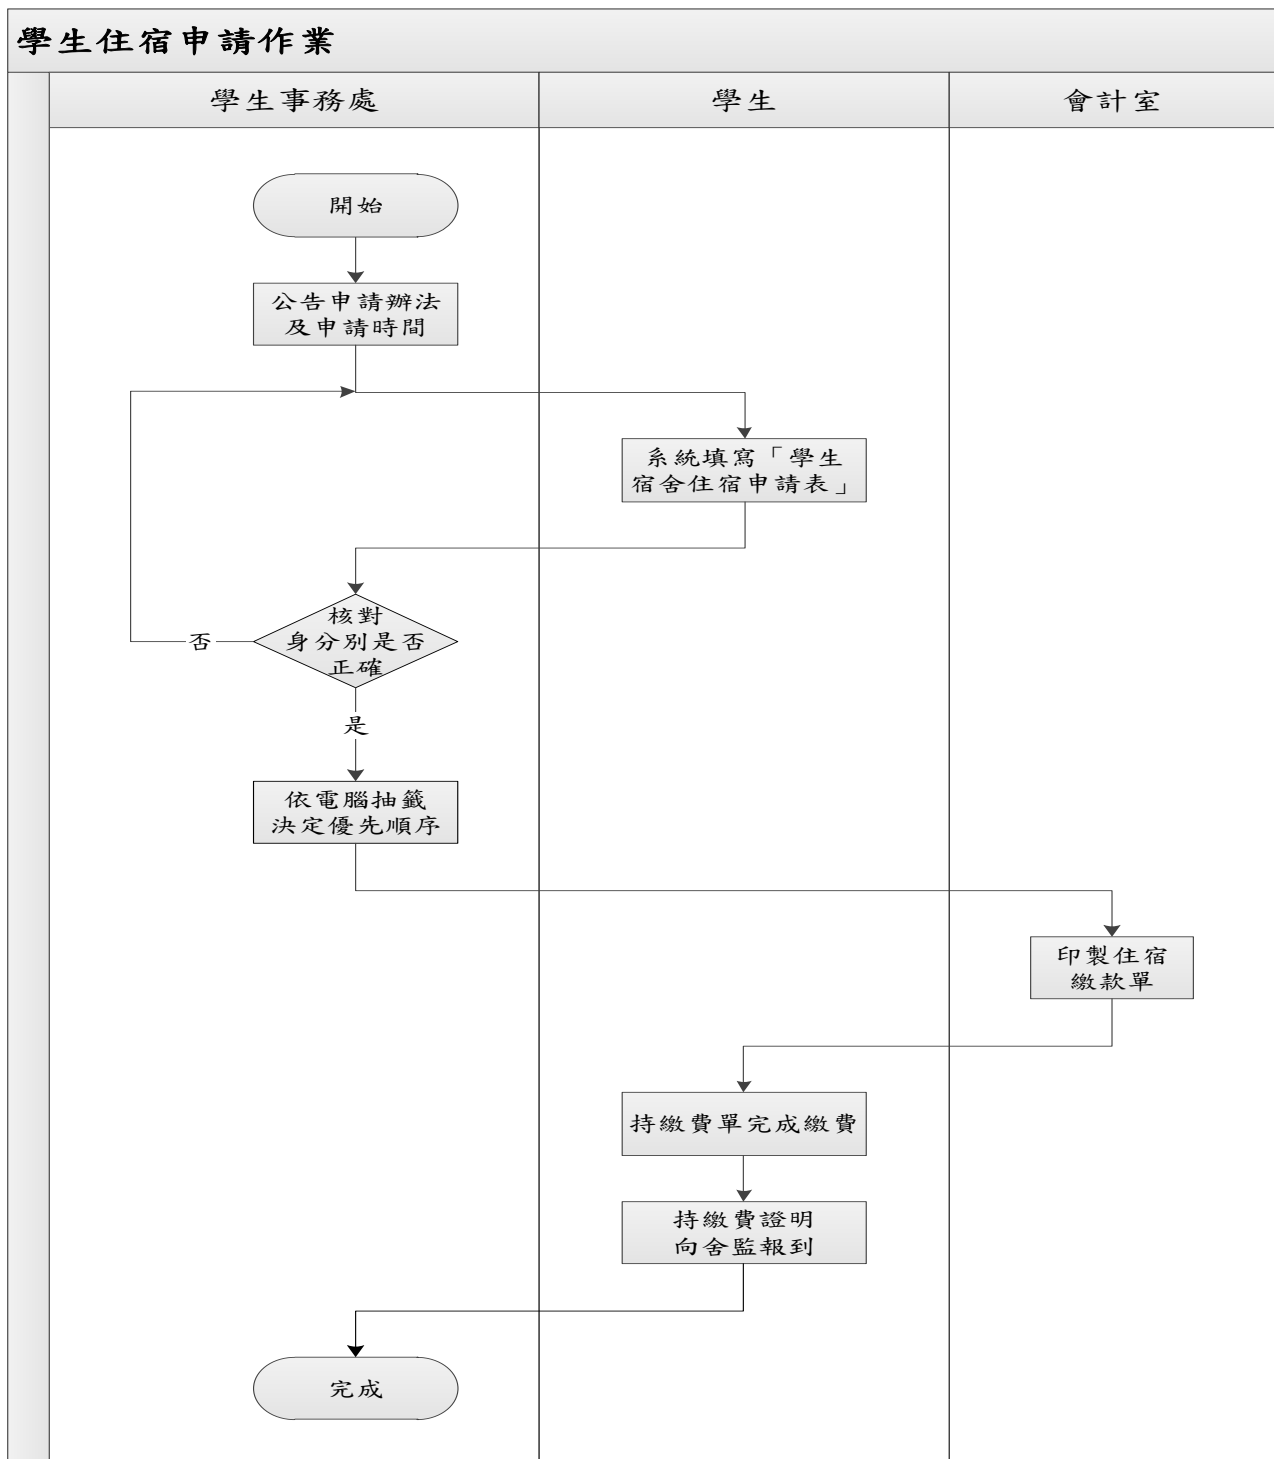 學生住宿申請作業
學生事務處
學生
會計室
開始
公告申請辦法
及申請時間
系統填寫「學生
宿舍住宿申請表」
核對
身分別是否
正確
否
是
依電腦抽籤
決定優先順序
印製住宿
繳款單
持繳費單完成繳費
持繳費證明
向舍監報到
完成